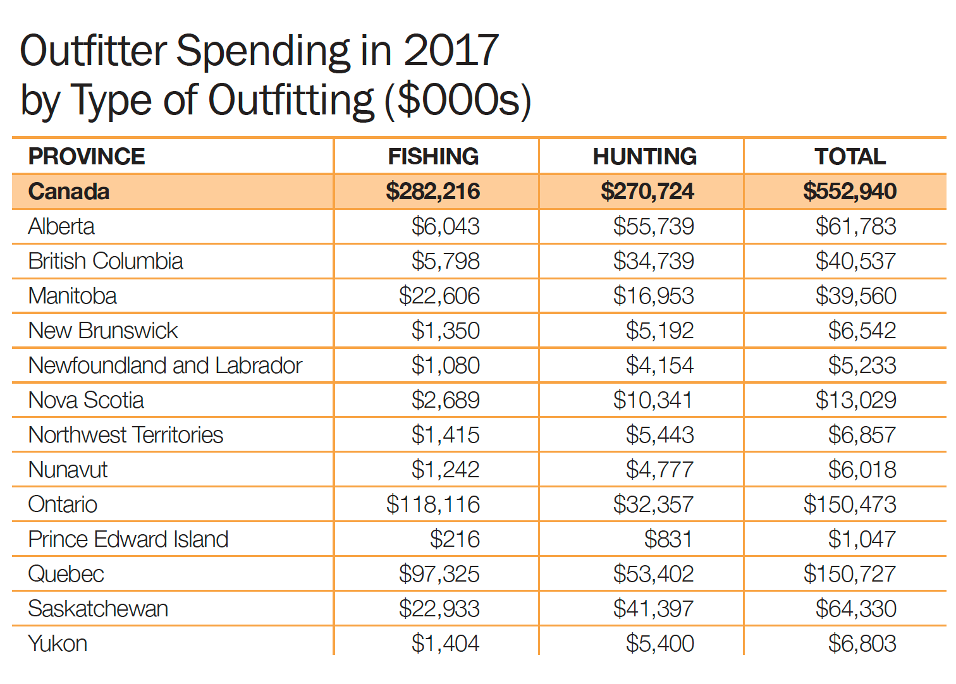 Outfitter Spending in 2017
by Type of Outfitting ($000s)
PROVINCE FISHING HUNTING TOTAL
Canada $282,216 $270,724 $552,940
Alberta $6,043 $55,739 $61,783
British Columbia $5,798 $34,739 $40,537
Manitoba $22,606 $16,953 $39,560
New Brunswick $1,350 $5,192 $6,542
Newfoundland and Labrador $1,080 $4,154 $5,233
Nova Scotia $2,689 $10,341 $13,029
Northwest Territories $1,415 $5,443 $6,857
Nunavut $1,242 $4,777 $6,018
Ontario $118,116 $32,357 $150,473
Prince Edward Island $216 $831 $1,047
Quebec $97,325 $53,402 $150,727
Saskatchewan $22,933 $41,397 $64,330
Yukon $1,404 $5,400 $6,803